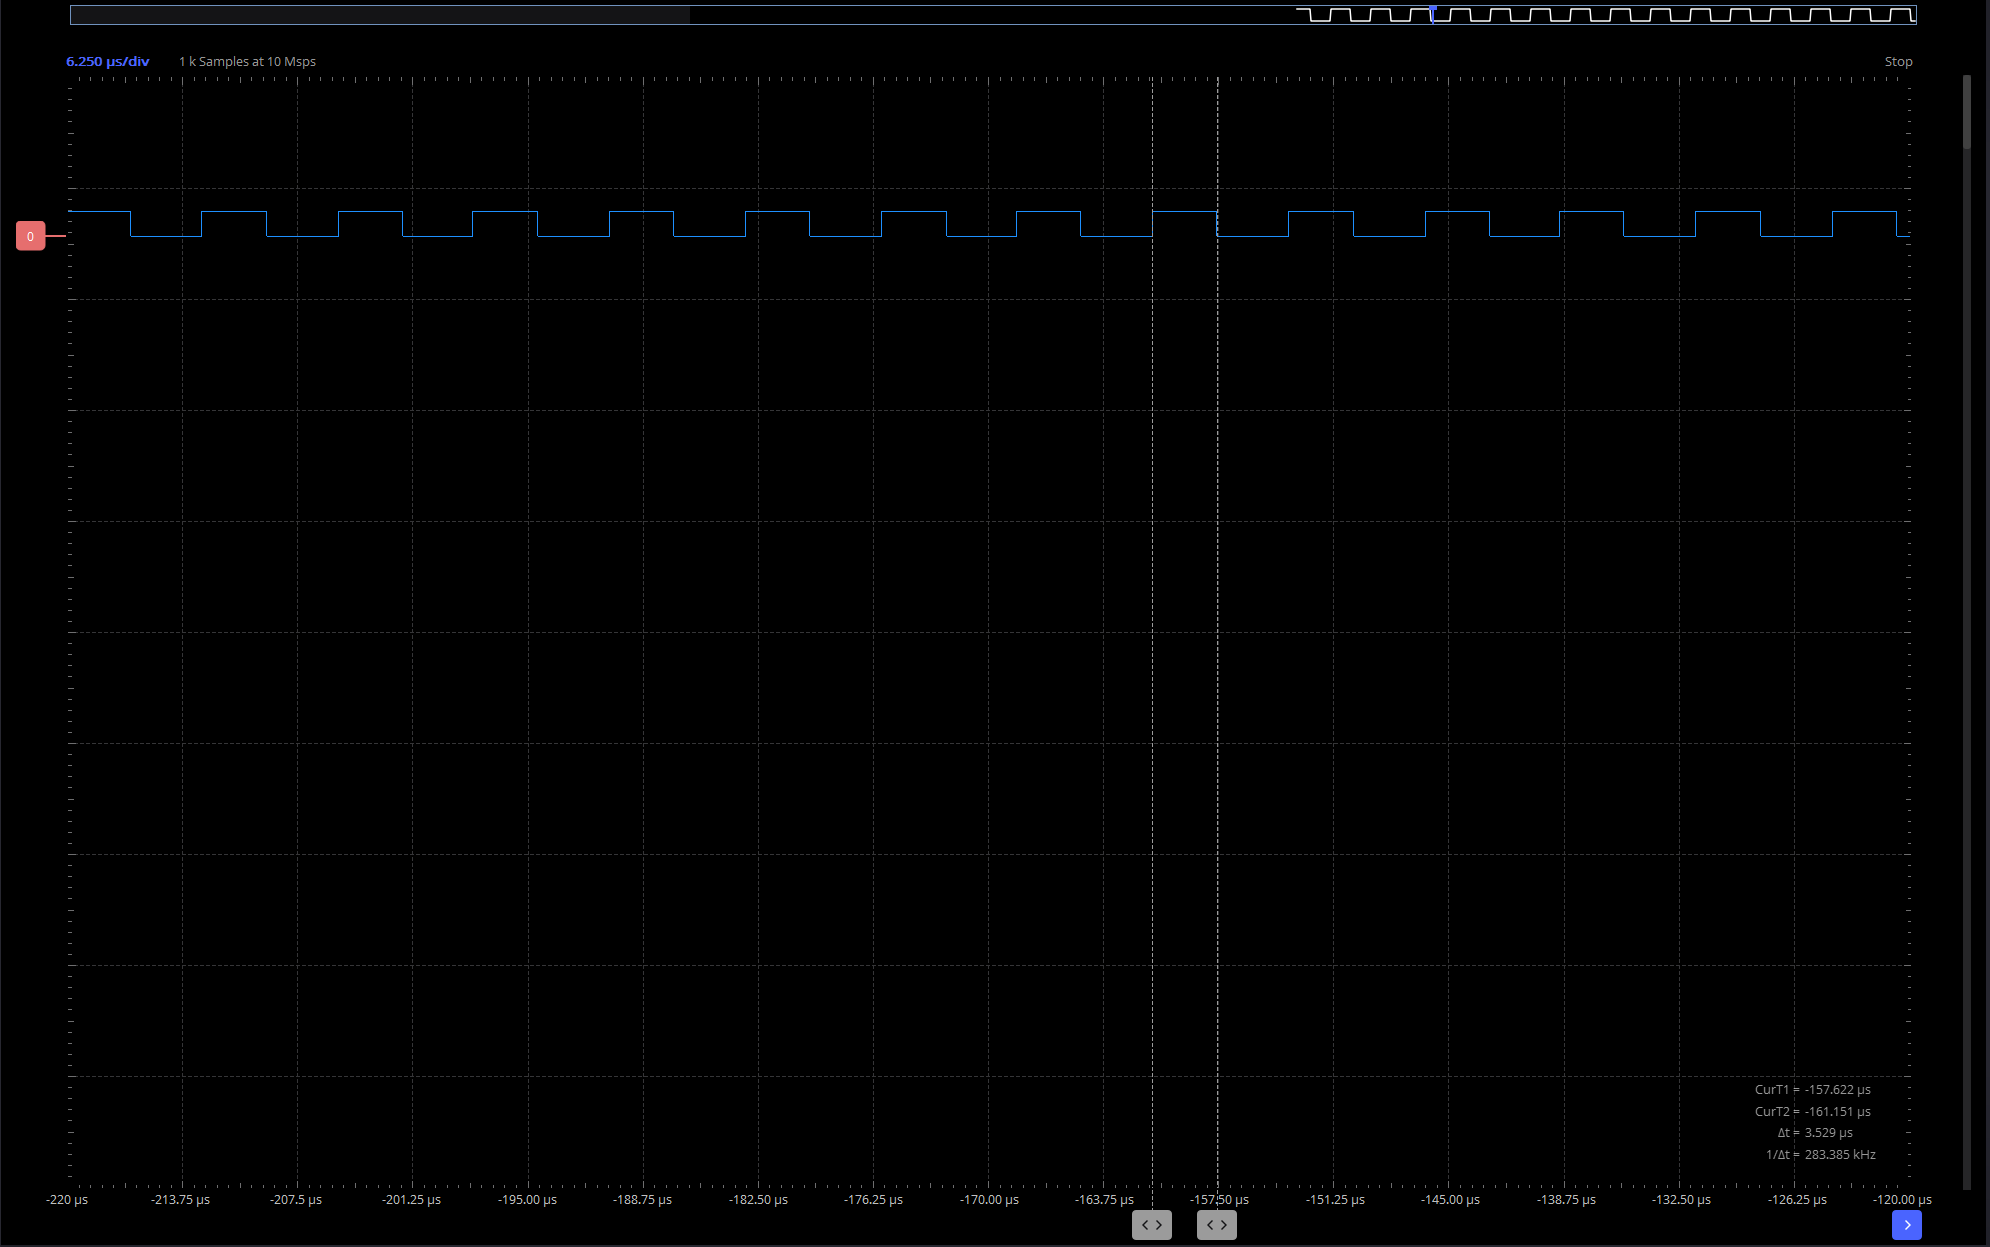 6.250 µs/div 1 k Samples at 10 Msps Stop
0
CurT1 = -157.622 µs
CurT2 = -161.151 µs
Δt = 3.529 µs
1/Δt = 283.385 kHz
-220 µs -213.75 µs -207.5 µs -201.25 µs -195.00 µs -188.75 µs -182.50 µs -176.25 µs -170.00 µs -163.75 µs -157.50 µs -151.25 µs -145.00 µs -138.75 µs -132.50 µs -126.25 µs -120.00 µs